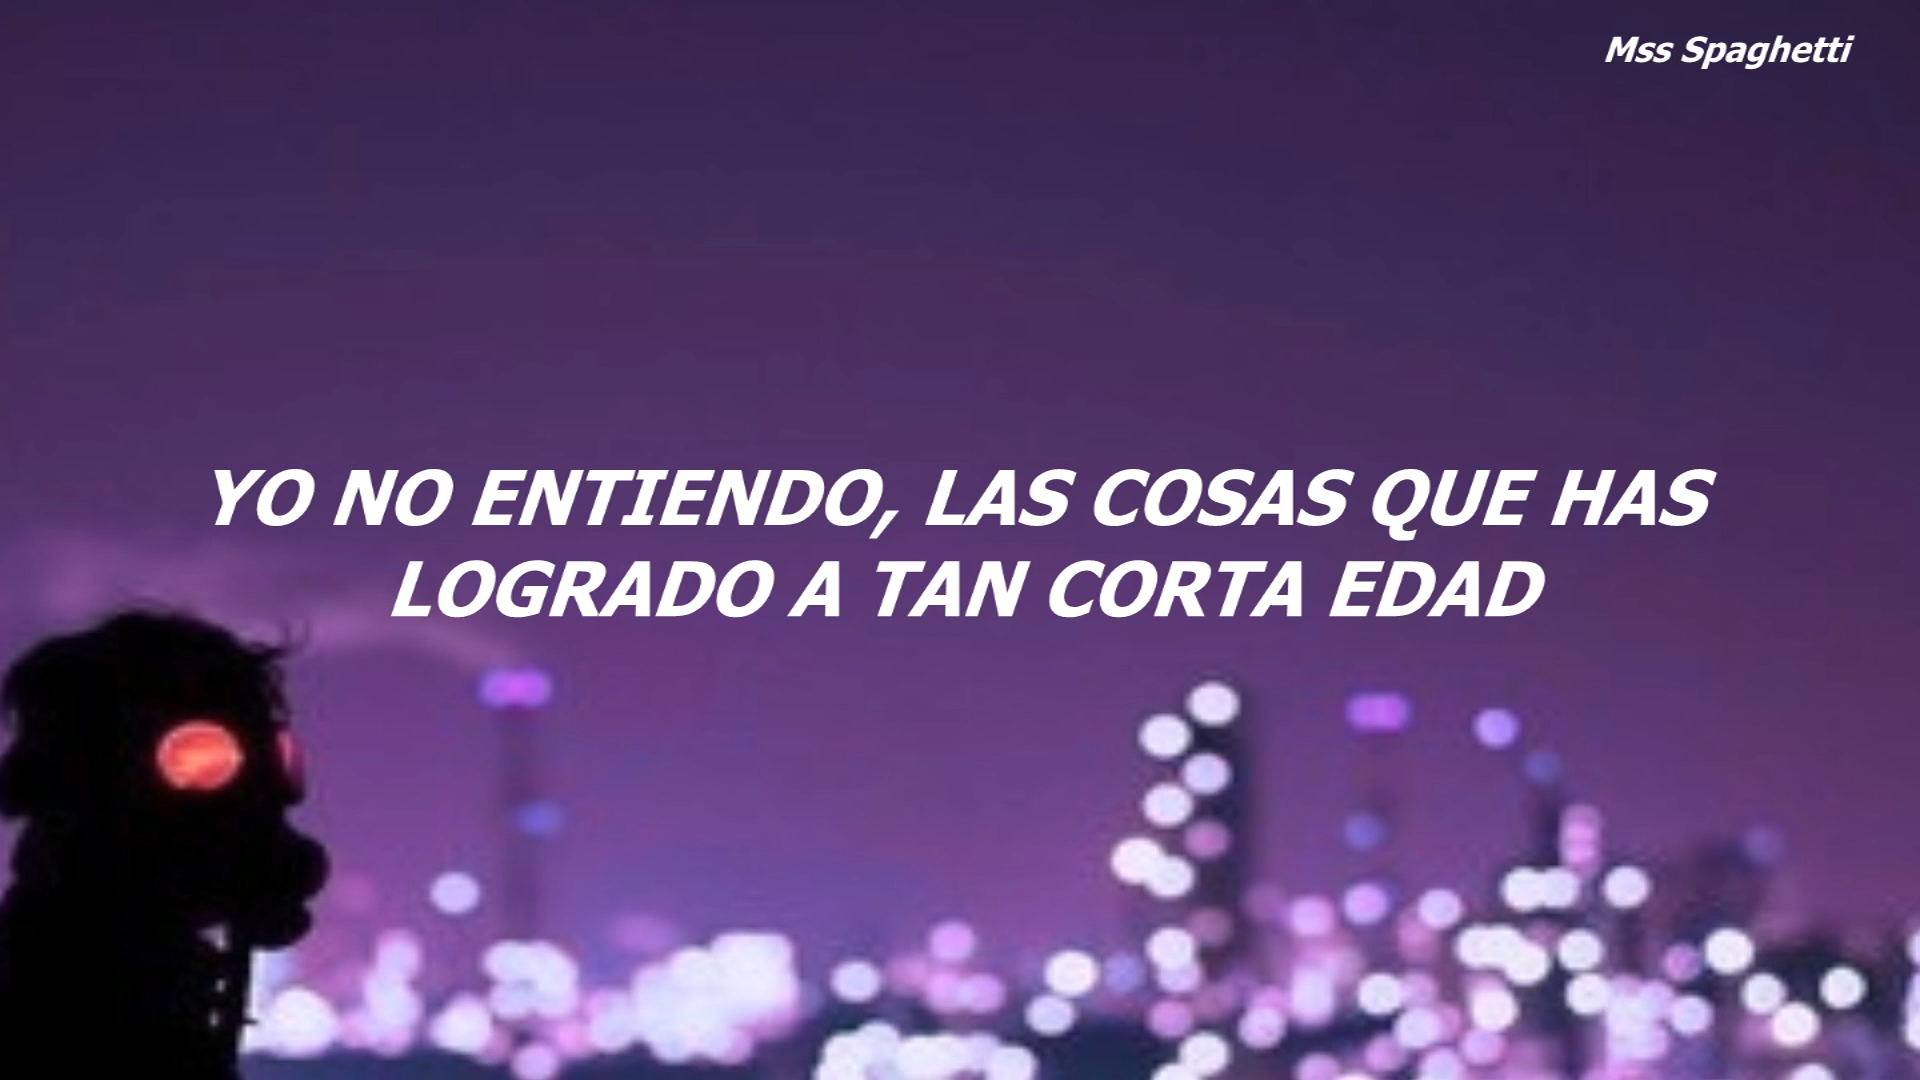 Mss Spaghetti
YO NO ENTIENDO, LAS COSAS QUE HAS
LOGRADO A TAN CORTA EDAD